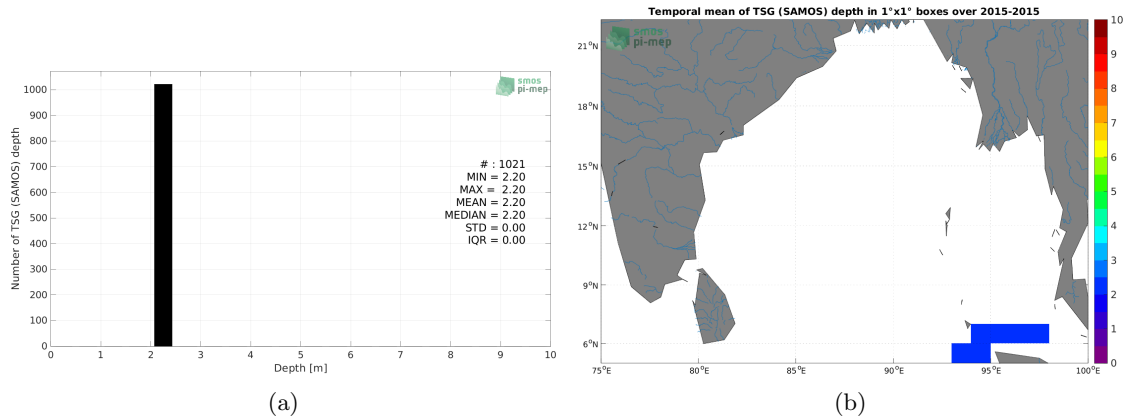 smos
pi-mep
1000
900
800
700
600
500
400
300
200
100
0
Number of TSG (SAMOS) depth
# : 1021
MIN = 2.20
MAX = 2.20
MEAN = 2.20
MEDIAN = 2.20
STD = 0.00
IQR = 0.00
0 1 2 3 4 5 6 7 8 9 10
Depth [m]
(a)
Temporal mean of TSG (SAMOS) depth in 1°x1° boxes over 2015-2015
smos
pi-mep
21°N
18°N
15°N
12°N
9°N
6°N
75°E 80°E 85°E 90°E 95°E 100°E
10
9
8
7
6
5
4
3
2
1
0
(b)